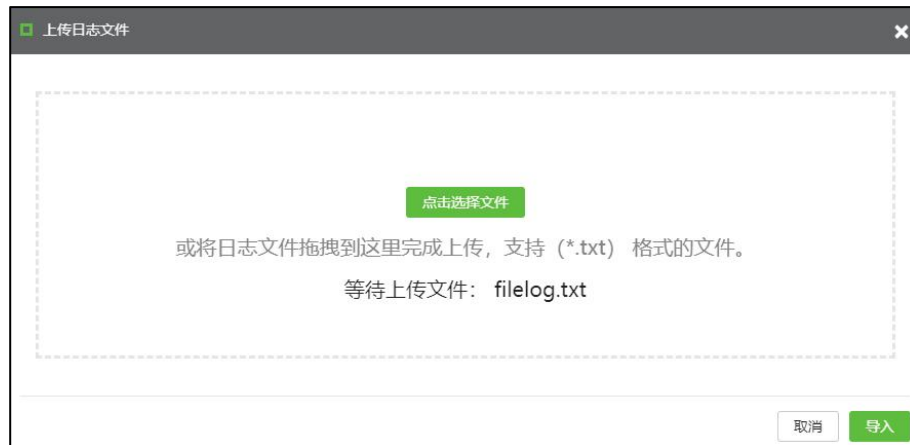 上传日志文件
点击选择文件
或将日志文件拖拽到这里完成上传，支持（*.txt） 格式的文件。
等待上传文件： filelog.txt
取消
导入